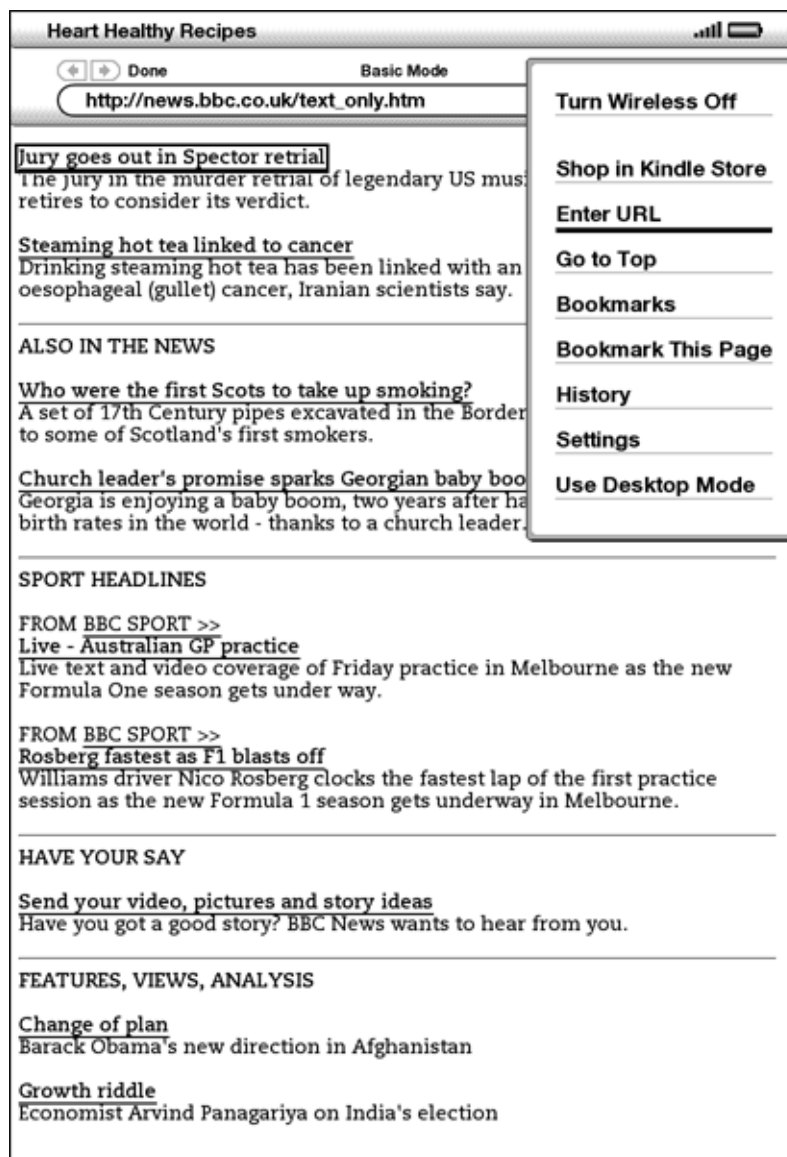 Heart Healthy Recipes
Done Basic Mode
http://news.bbc.co.uk/text_only.htm
Turn Wireless Off
Shop in Kindle Store
Enter URL
Go to Top
Bookmarks
Bookmark This Page
History
Settings
Use Desktop Mode
Jury goes out in Spector retrial
The jury in the murder retrial of legendary US
retires to consider its verdict.
Steaming hot tea linked to cancer
Drinking steaming hot tea has been linked with an
oesophageal (gullet) cancer, Iranian scientists say.
ALSO IN THE NEWS
Who were the first Scots to take up smoking?
A set of 17th Century pipes excavated in the Border
to some of Scotland's first smokers.
Church leader's promise sparks Georgian baby boo
Georgia is enjoying a baby boom, two years after ha
birth rates in the world - thanks to a church leader.
SPORT HEADLINES
FROM BBC SPORT >>
Live - Australian GP practice
Live text and video coverage of Friday practice in Melbourne as the new
Formula One season gets under way.
FROM BBC SPORT >>
Rosberg fastest as F1 blasts off
Williams driver Nico Rosberg clocks the fastest lap of the first practice
session as the new Formula 1 season gets underway in Melbourne.
HAVE YOUR SAY
Send your video, pictures and story ideas
Have you got a good story? BBC News wants to hear from you.
FEATURES, VIEWS, ANALYSIS
Change of plan
Barack Obama's new direction in Afghanistan
Growth riddle
Economist Arvind Panagariya on India's election